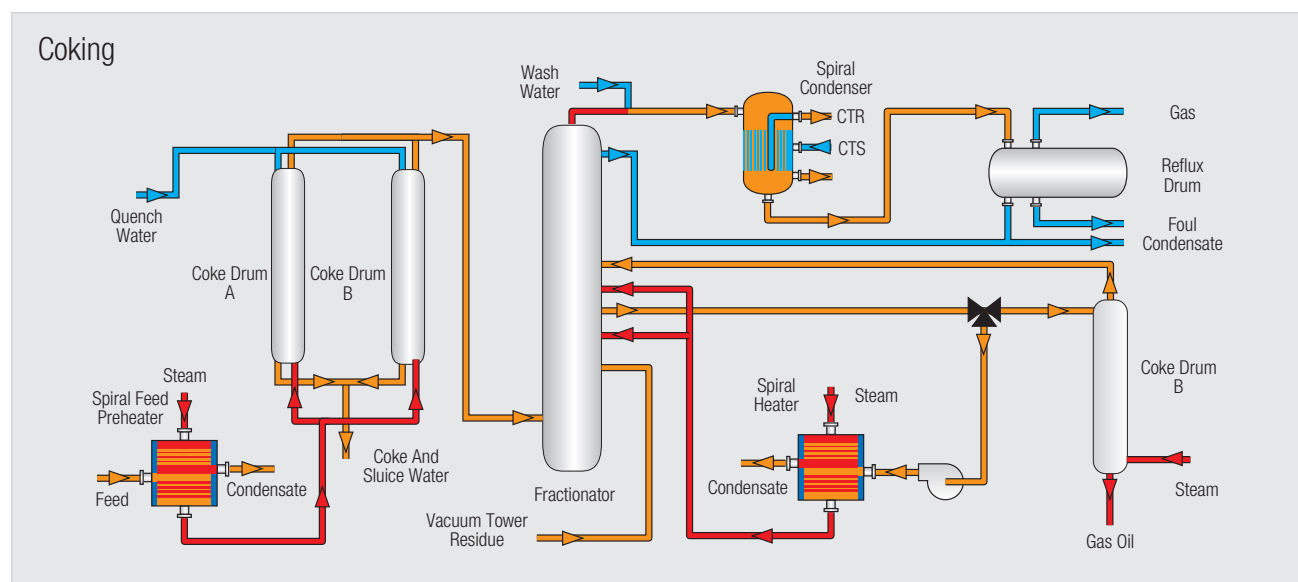 Coking
Wash
Water
Spiral
Condenser
CTR
CTS
Gas
Reflux
Drum
Foul
Condensate
Quench
Water
Coke Drum
A
Coke Drum
B
Steam
Spiral Feed
Preheater
Feed
Condensate
Coke And
Sluice Water
Fractionator
Vacuum Tower
Residue
Spiral
Heater
Steam
Condensate
Coke Drum
B
Steam
Gas Oil